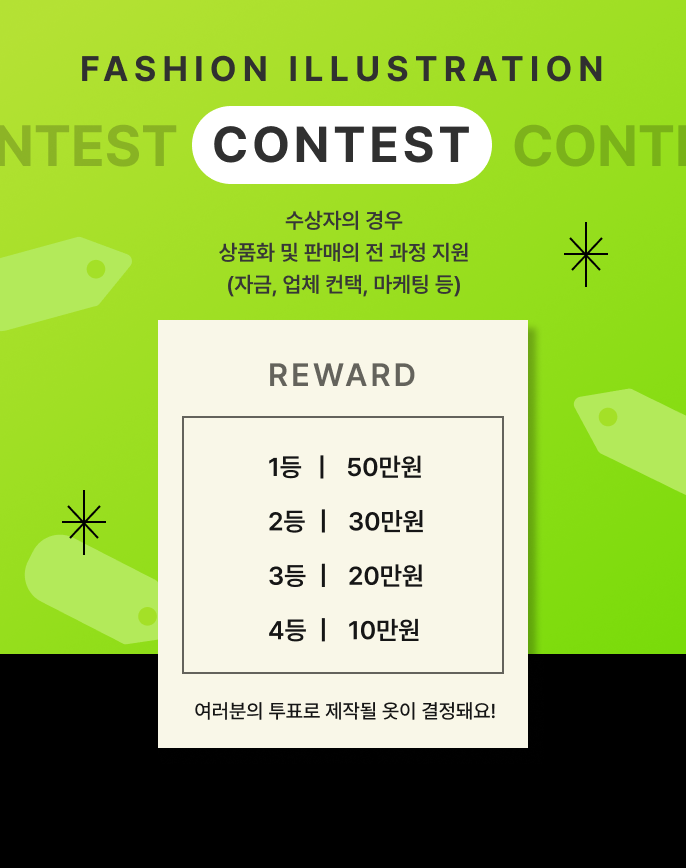 FASHION ILLUSTRATION
NTEST CONTEST CONTE
수상자의 경우
상품화 및 판매의 전 과정 지원
(자금, 업체 컨택, 마케팅 등)
REWARD
1등 | 50만원
2등 | 30만원
3등 | 20만원
4등 | 10만원
여러분의 투표로 제작될 옷이 결정돼요!